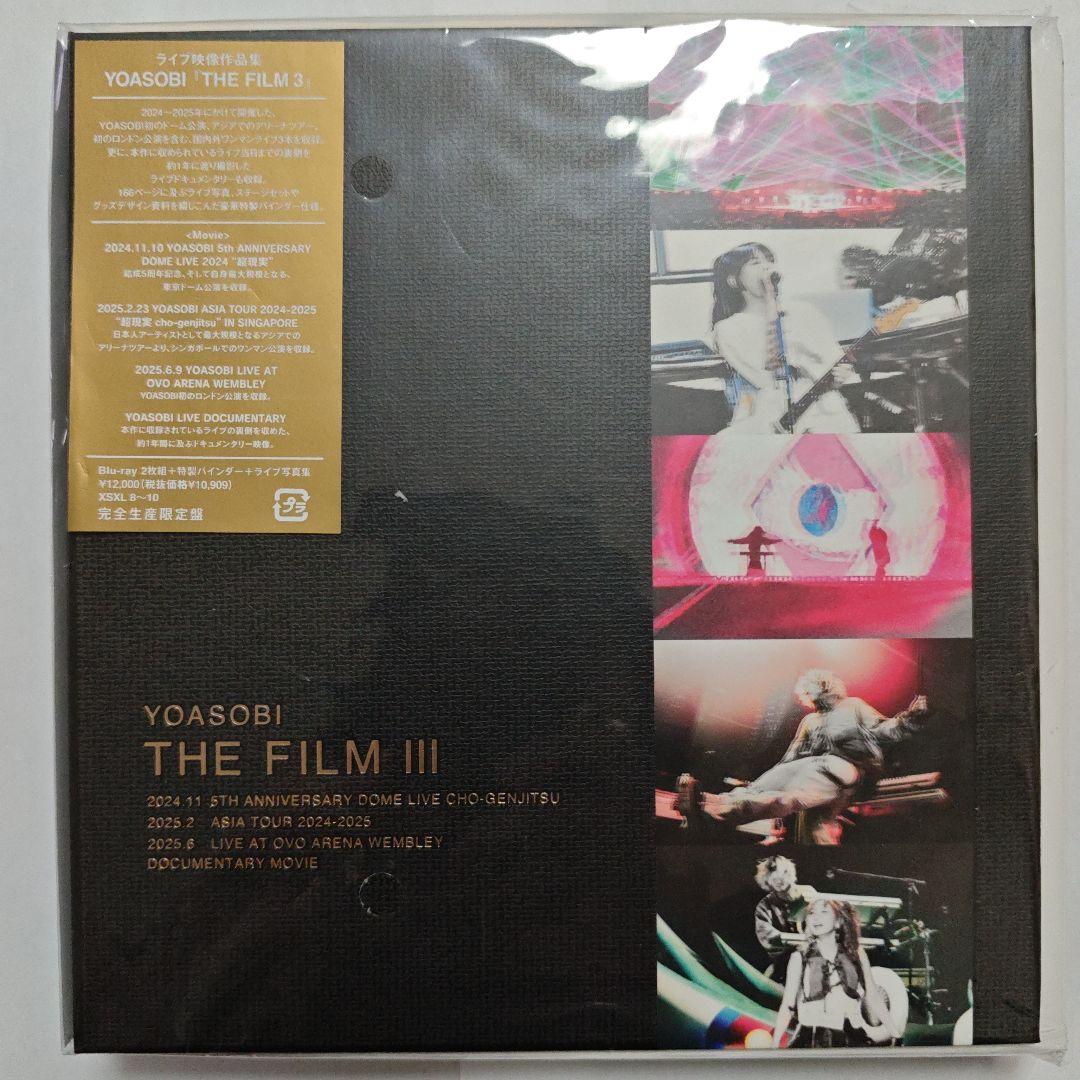 ライブ映像作品集
YOASOBI『THE FILM 3』
2024－2025年にかけて開催した、
YOASOBI初のドーム公演、アジアでのアリーナツアー、
初のロンドン公演を含む、国内外ワンマンライブ3本を収録。
更に、本作に収められているライブ当日までの裏側を
約1年に渡り撮影した
ライブドキュメンタリーも収録。
166ページに及ぶライブ写真、ステージセットや
グッズデザイン資料を綴じこんだ豪華特製バインダー仕様。
<Movie>
2024.11.10 YOASOBI 5th ANNIVERSARY
DOME LIVE 2024 “超現実”
結成5周年記念、そして自身最大規模となる、
東京ドーム公演を収録。
2025.2.23 YOASOBI ASIA TOUR 2024-2025
“超現実 cho-genjitsu” IN SINGAPORE
日本人アーティストとして最大規模となるアジアでの
アリーナツアーより、シンガポールでのワンマン公演を収録。
2025.6.9 YOASOBI LIVE AT
OVO ARENA WEMBLEY
YOASOBI初のロンドン公演を収録。
YOASOBI LIVE DOCUMENTARY
本作に収録されているライブの裏側を収めた、
約1年間に及ぶドキュメンタリー映像。
Blu-ray 2枚組＋特製バインダー＋ライブ写真集
¥12,000（税抜価格¥10,909）
XSXL 8～10
完全生産限定盤
プラ
YOASOBI
THE FILM III
2024.11 5TH ANNIVERSARY DOME LIVE CHO-GENJITSU
2025.2 ASIA TOUR 2024-2025
2025.6 LIVE AT OVO ARENA WEMBLEY
DOCUMENTARY MOVIE